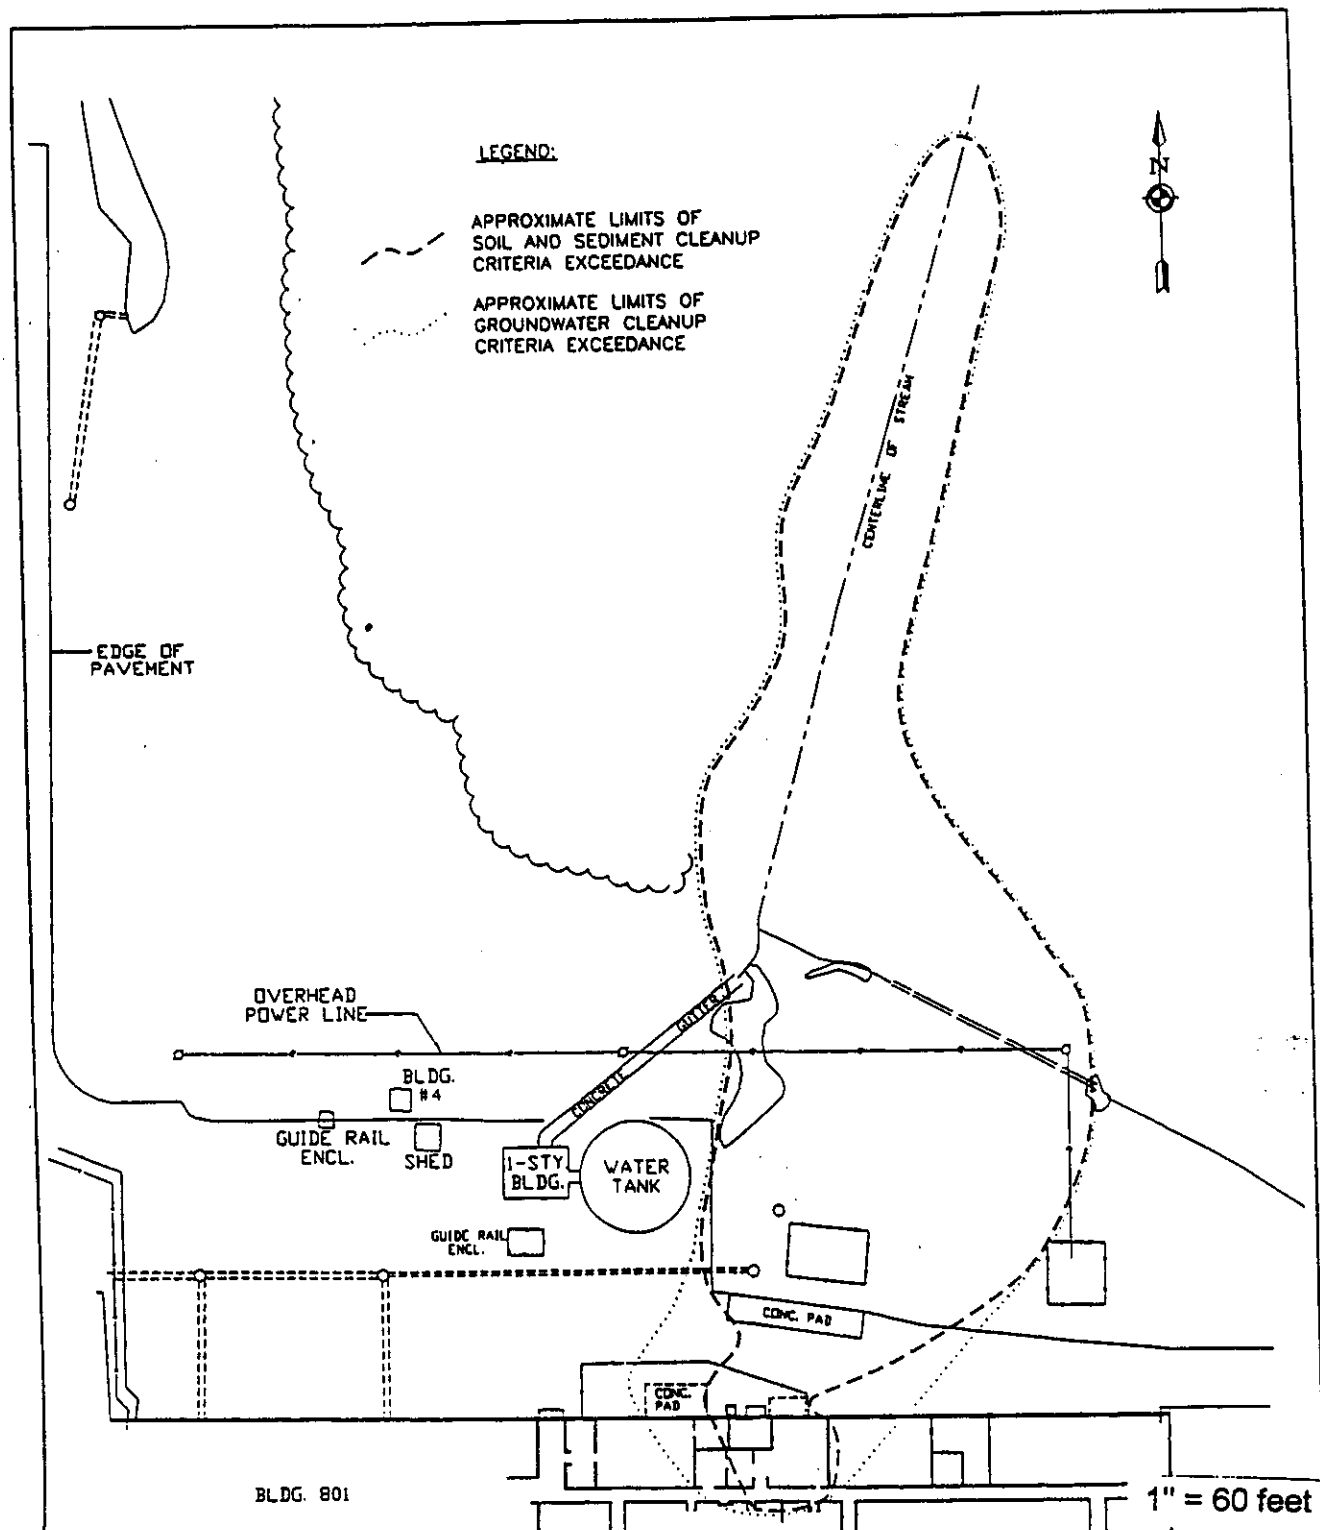 LEGEND:
N
APPROXIMATE LIMITS OF
SOIL AND SEDIMENT CLEANUP
CRITERIA EXCEEDANCE
APPROXIMATE LIMITS OF
GROUNDWATER CLEANUP
CRITERIA EXCEEDANCE
CENTERLINE OF STREAM
EDGE OF
PAVEMENT
OVERHEAD
POWER LINE
CONCRETE GUTTER
BLDG.
#4
GUIDE RAIL
ENCL.
SHED
1-STY
BLDG.
WATER
TANK
GUIDE RAIL
ENCL.
CONC. PAD
CONC.
PAD
BLDG. 801
1" = 60 feet